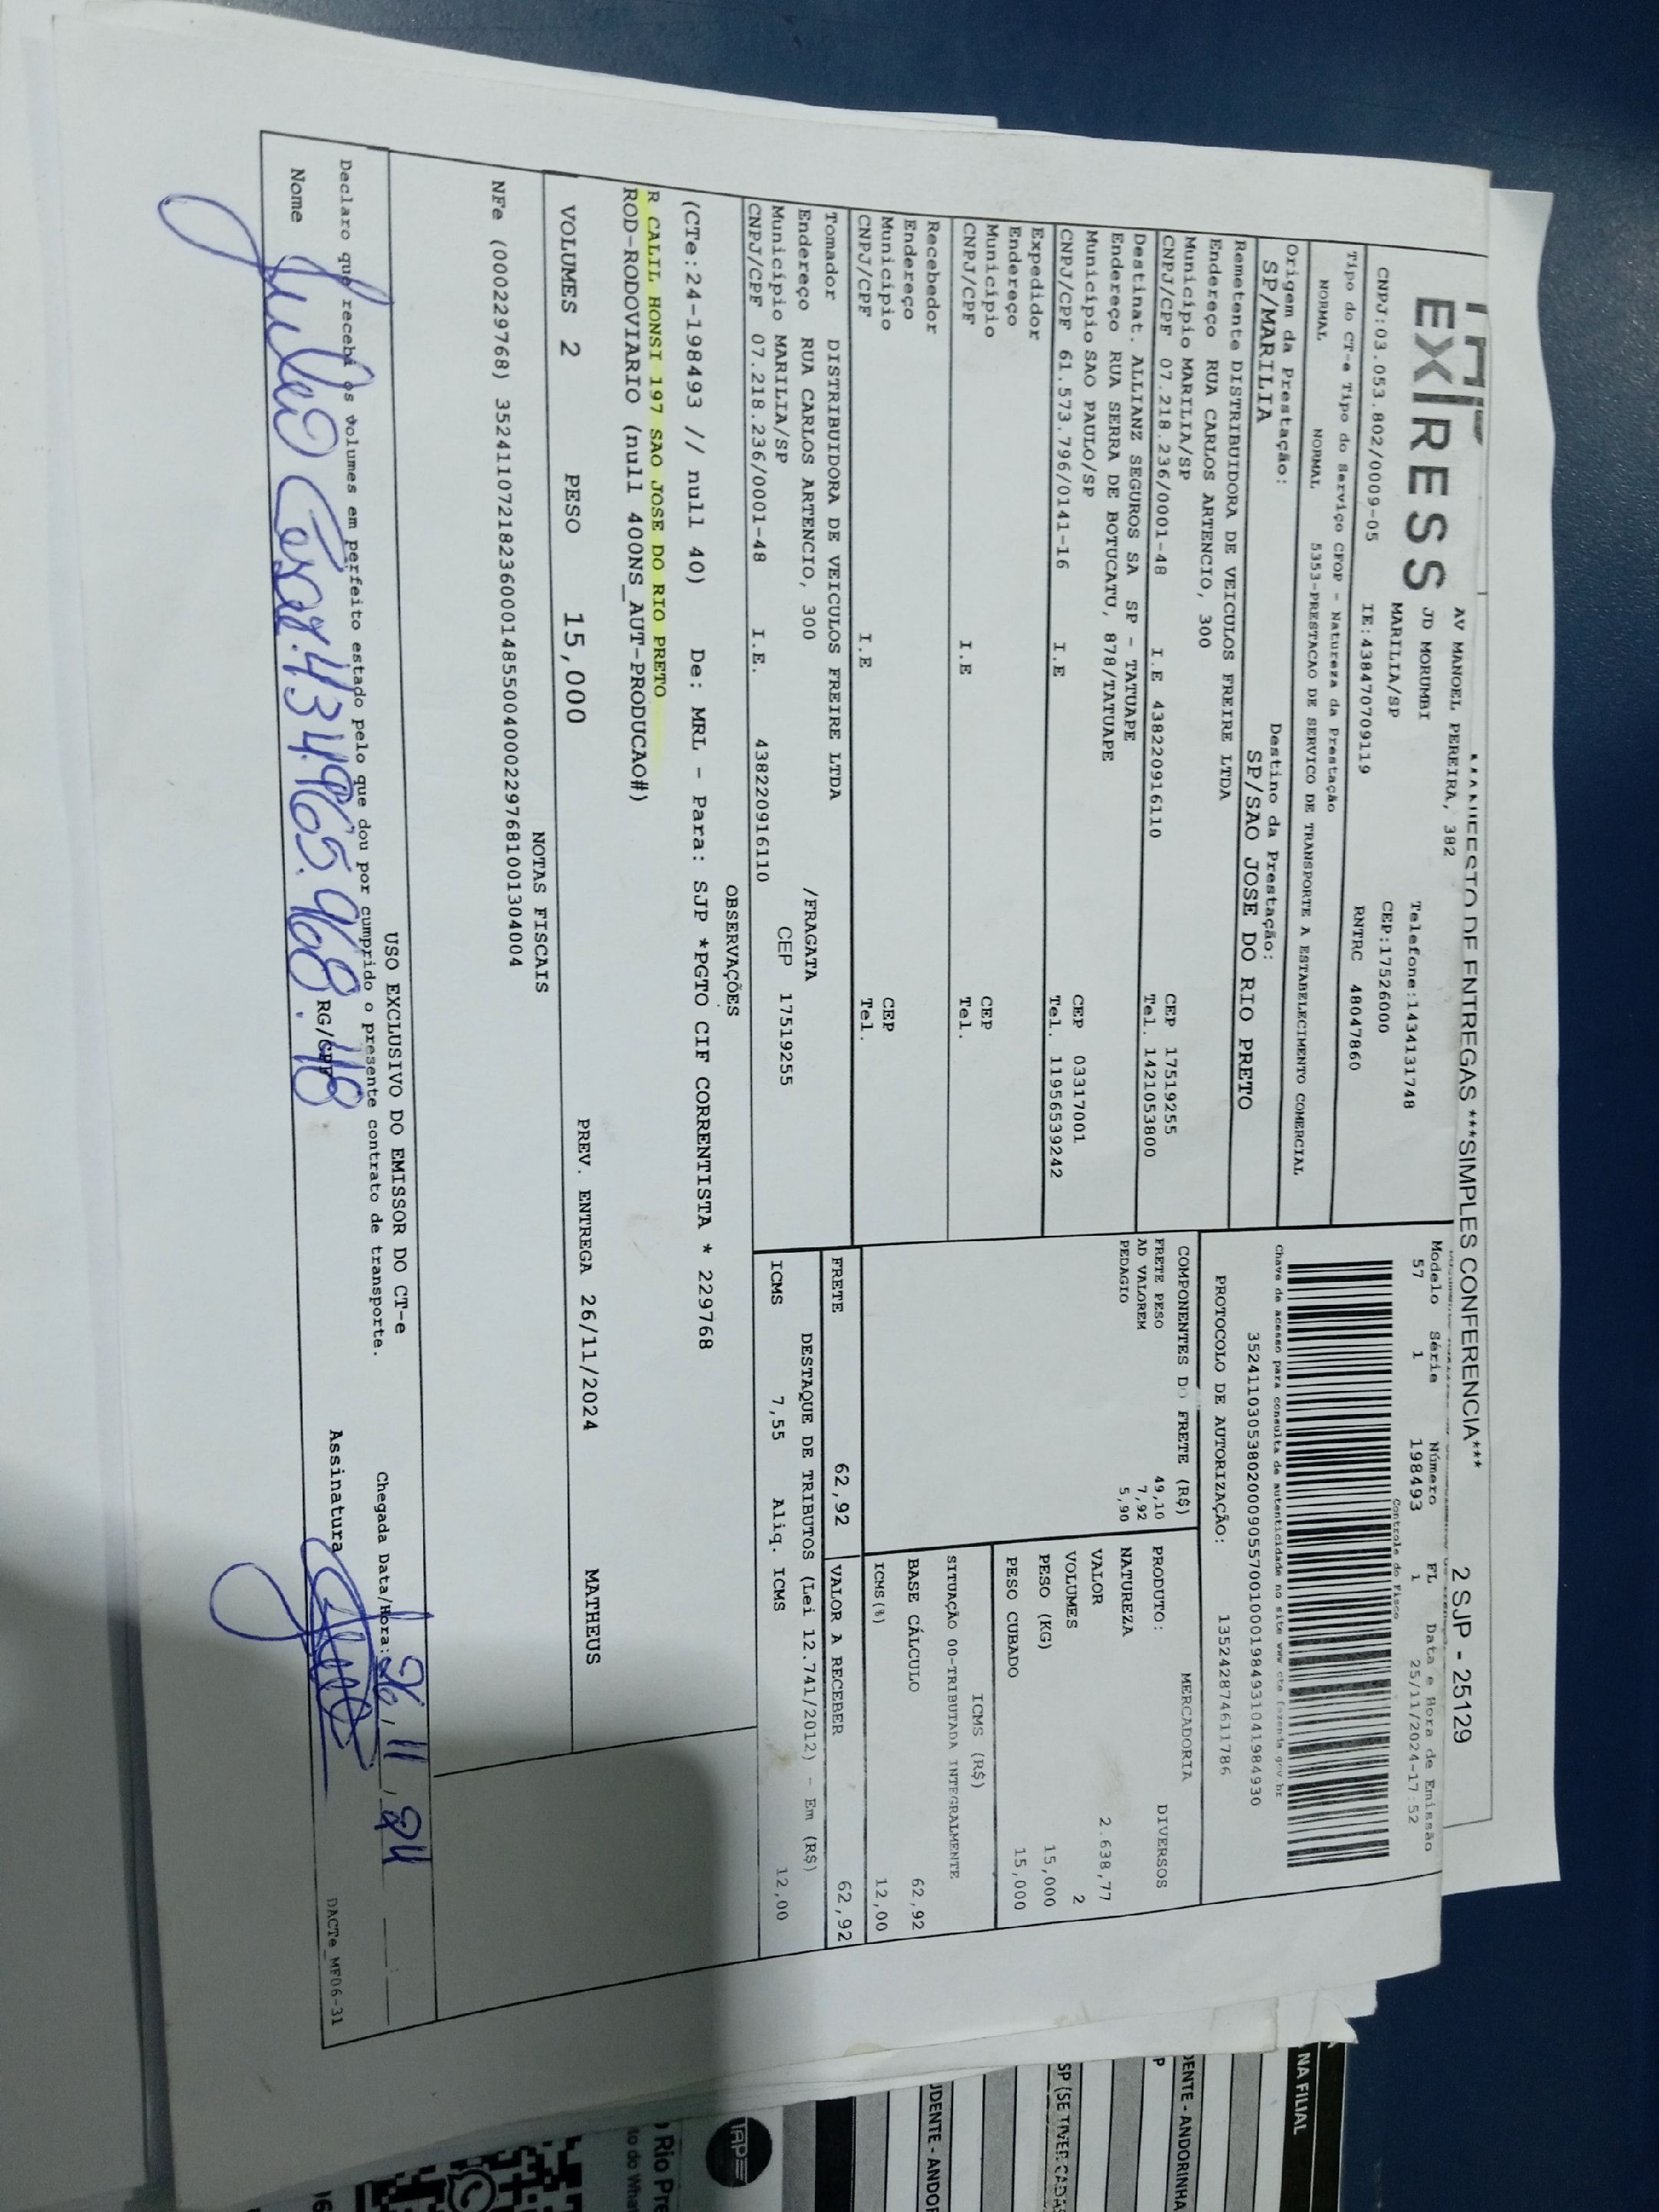 MANIFESTO DE ENTREGAS ***SIMPLES CONFERENCIA*** 2 SJP - 25129
EXPRESS
AV MANOEL PEREIRA, 382
JD MORUMBI
MARILIA/SP
Telefone:1434131748
CEP:17526000
CNPJ:03.053.802/0009-05 IE:438470709119 RNTRC 48047860
Modelo Série Número FL Data e Hora de Emissão
57 1 198493 1 25/11/2024-17:52
Controle do Fisco
Tipo do CT-e Tipo do Serviço CFOP - Natureza da Prestação
NORMAL NORMAL 5353-PRESTACAO DE SERVICO DE TRANSPORTE A ESTABELECIMENTO COMERCIAL
Chave de acesso para consulta de autenticidade no site www.cte.fazenda.gov.br
35241103053802000905570010001984931041984930
PROTOCOLO DE AUTORIZAÇÃO: 135242874611786
Origem da Prestação: Destino da Prestação:
SP/MARILIA SP/SAO JOSE DO RIO PRETO
Remetente DISTRIBUIDORA DE VEICULOS FREIRE LTDA
Endereço RUA CARLOS ARTENCIO, 300
Município MARILIA/SP CEP 17519255
CNPJ/CPF 07.218.236/0001-48 I.E 438220916110 Tel. 1421053800
Destinat. ALLIANZ SEGUROS SA SP - TATUAPE
Endereço RUA SERRA DE BOTUCATU, 878/TATUAPE
Município SAO PAULO/SP CEP 03317001
CNPJ/CPF 61.573.796/0141-16 I.E Tel. 11956539242
Expedidor
Endereço
Município CEP
CNPJ/CPF I.E Tel.
Recebedor
Endereço
Município CEP
CNPJ/CPF I.E Tel.
Tomador DISTRIBUIDORA DE VEICULOS FREIRE LTDA
Endereço RUA CARLOS ARTENCIO, 300 /FRAGATA
Município MARILIA/SP CEP 17519255
CNPJ/CPF 07.218.236/0001-48 I.E. 438220916110
COMPONENTES DO FRETE (R$)
FRETE PESO 49,10
AD VALOREM 7,92
PEDAGIO 5,90
MERCADORIA
PRODUTO: DIVERSOS
NATUREZA
VALOR 2.638,77
VOLUMES 2
PESO (KG) 15,000
PESO CUBADO 15,000
ICMS (R$)
SITUAÇÃO 00-TRIBUTADA INTEGRALMENTE
BASE CÁLCULO 62,92
ICMS(%) 12,00
FRETE 62,92 VALOR A RECEBER 62,92
DESTAQUE DE TRIBUTOS (Lei 12.741/2012) - Em (R$)
ICMS 7,55 Aliq. ICMS 12,00
OBSERVAÇÕES
(CTe:24-198493 // null 40) De: MRL - Para: SJP *PGTO CIF CORRENTISTA * 229768
R CALIL HONSI 197 SAO JOSE DO RIO PRETO
ROD-RODOVIARIO (null 400NS_AUT-PRODUCAO#)
VOLUMES 2 PESO 15,000 PREV. ENTREGA 26/11/2024 MATHEUS
NOTAS FISCAIS
NFe (000229768) 35241107218236000148550040002297681001304004
USO EXCLUSIVO DO EMISSOR DO CT-e
Declaro que recebi os volumes em perfeito estado pelo que dou por cumprido o presente contrato de transporte.
Chegada Data/Hora: 26/11/24
Nome RG/CPF Assinatura
DACTe_MF06-31
NA FILIAL
DENTE - ANDORINHA
P
SP (SE TIVER CADA
UDENTE - ANDOR
TAP
Rio Pre
to do What